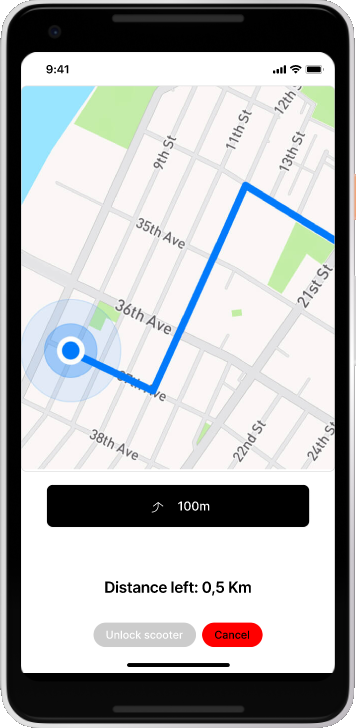 9:41
12th St
11th St
9th St
13th St
35th Ave
21st St
36th Ave
37th Ave
38th Ave
22nd St
24th St
100m
Distance left: 0,5 Km
Unlock scooter
Cancel